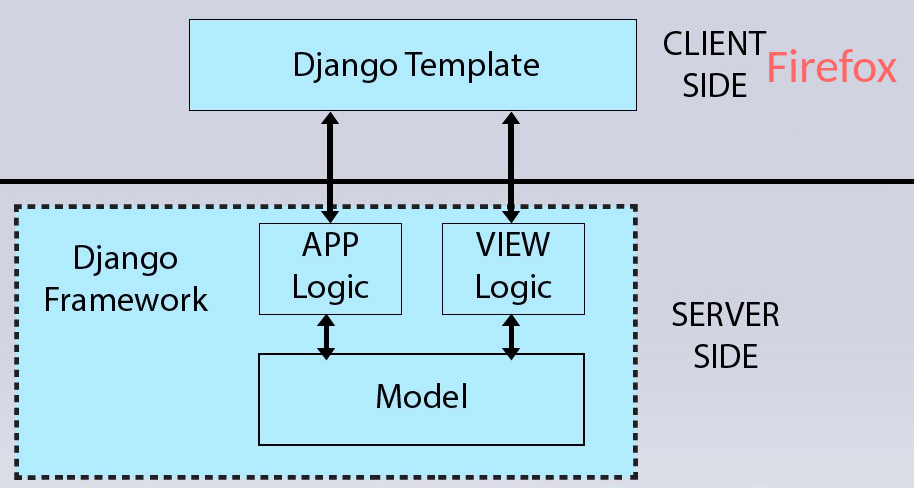 Django Template
CLIENT
SIDE
Firefox
Django
Framework
APP
Logic
VIEW
Logic
SERVER
SIDE
Model